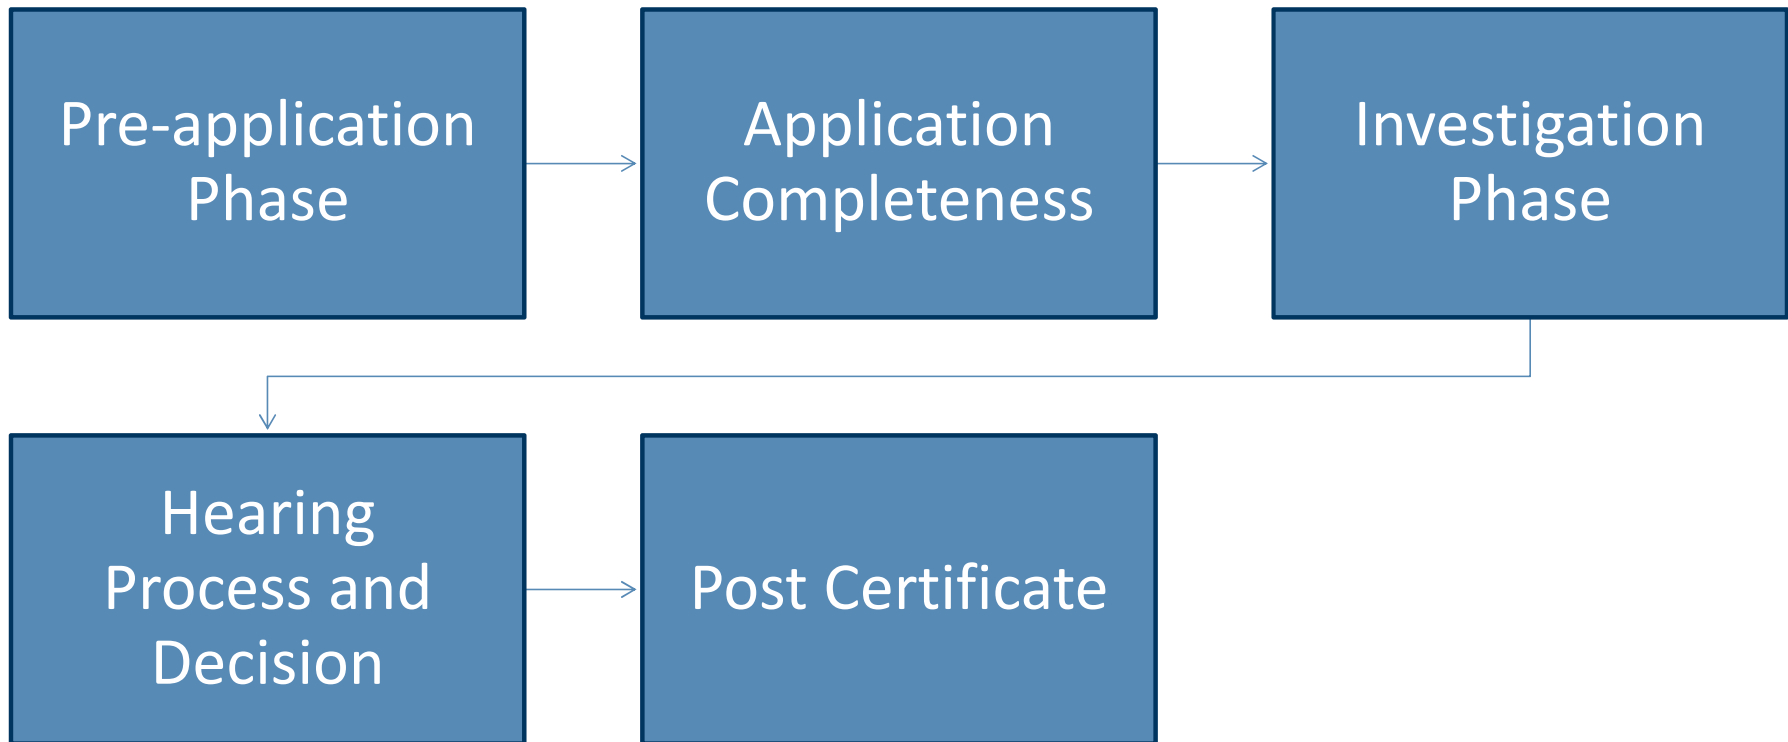 Pre-application
Phase
Application
Completeness
Investigation
Phase
Hearing
Process and
Decision
Post Certificate